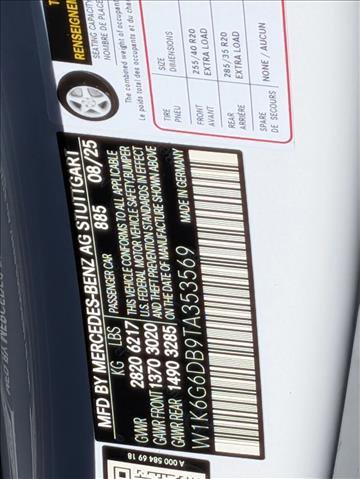 RENSEIGNEM
SEATING CAPACITY
NOMBRE DE PLACE
The combined weight of occupant
Le poids total des occupants et du char
TIRE SIZE
PNEU DIMENSIONS
FRONT 255/40 R20
AVANT EXTRA LOAD
REAR 285/35 R20
ARRIÈRE EXTRA LOAD
SPARE NONE / AUCUN
DE SECOURS
MFD BY MERCEDES-BENZ AG STUTTGART
885 08/25
KG LBS PASSENGER CAR
GVWR 2820 6217
GAWR FRONT 1370 3020
GAWR REAR 1490 3285
THIS VEHICLE CONFORMS TO ALL APPLICABLE
U.S. FEDERAL MOTOR VEHICLE SAFETY, BUMPER
AND THEFT PREVENTION STANDARDS IN EFFECT
ON THE DATE OF MANUFACTURE SHOWN ABOVE
MADE IN GERMANY
W1K6G6DB9TA353569
A 000 584 69 18